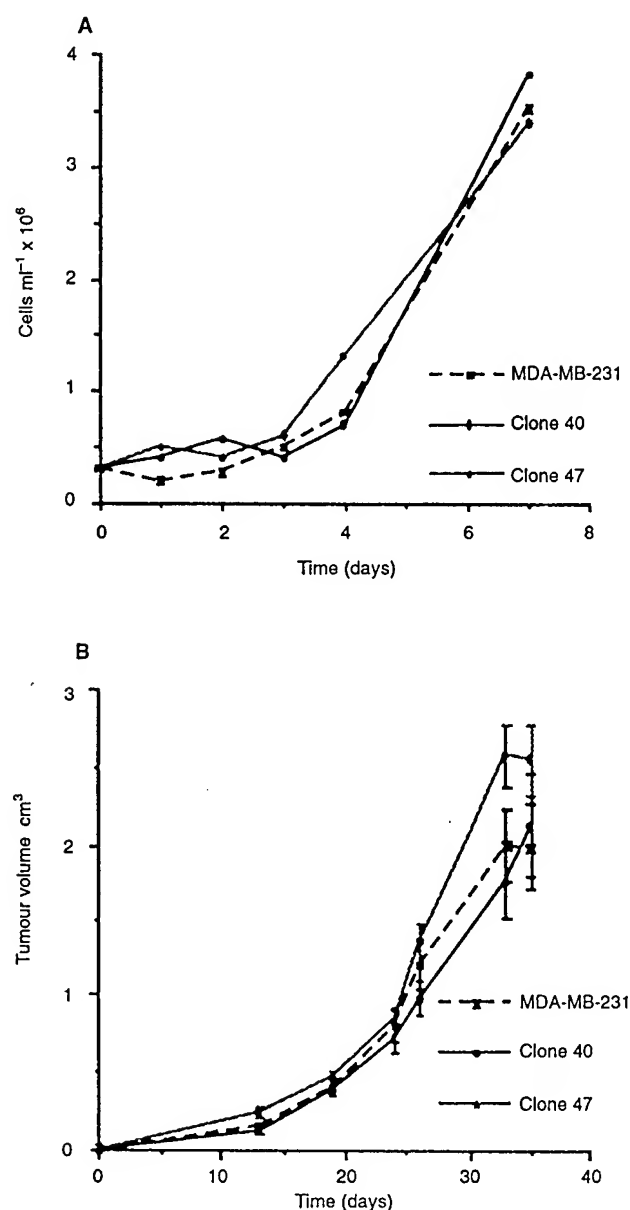 A
4
3
2
1
0
Cells ml⁻¹ x 10⁶
0 2 4 6 8
Time (days)
MDA-MB-231
Clone 40
Clone 47
B
3
2
1
0
Tumour volume cm³
0 10 20 30 40
Time (days)
MDA-MB-231
Clone 40
Clone 47